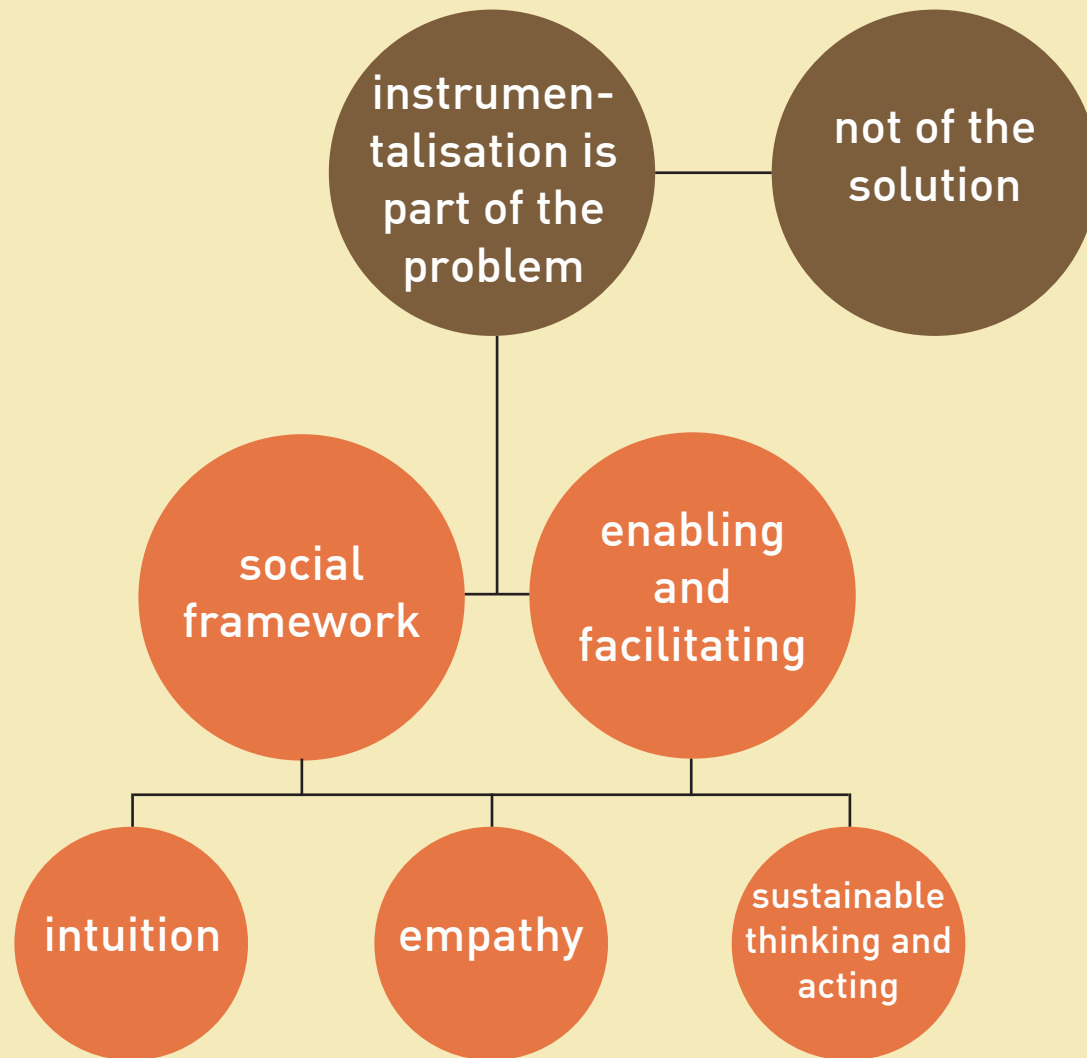 instrumen-
talisation is
part of the
problem
not of the
solution
social
framework
enabling
and
facilitating
intuition
empathy
sustainable
thinking and
acting